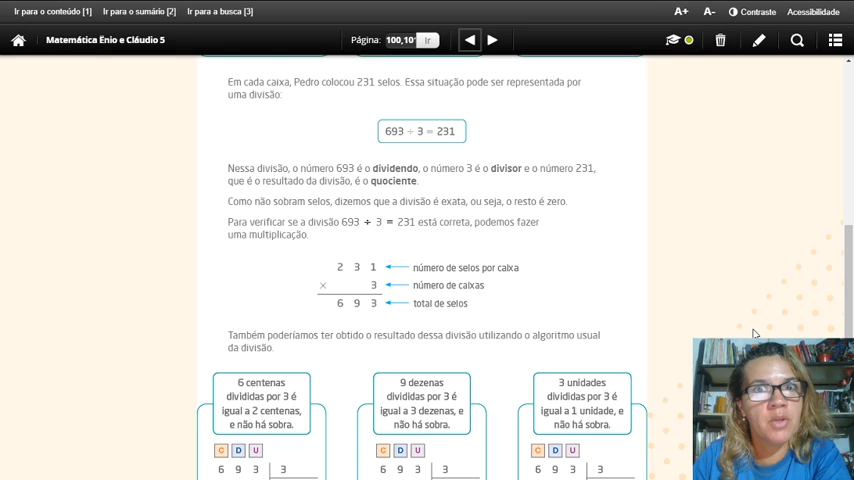 Ir para o conteúdo [1]
Ir para o sumário [2]
Ir para a busca [3]
A+
A-
Contraste
Acessibilidade
Matemática Ênio e Cláudio 5
Página:
100,10
Ir
Em cada caixa, Pedro colocou 231 selos. Essa situação pode ser representada por
uma divisão:
693 ÷ 3 = 231
Nessa divisão, o número 693 é o dividendo, o número 3 é o divisor e o número 231,
que é o resultado da divisão, é o quociente.
Como não sobram selos, dizemos que a divisão é exata, ou seja, o resto é zero.
Para verificar se a divisão 693 ÷ 3 = 231 está correta, podemos fazer
uma multiplicação.
2 3 1 número de selos por caixa
× 3 número de caixas
6 9 3 total de selos
Também poderíamos ter obtido o resultado dessa divisão utilizando o algoritmo usual
da divisão.
6 centenas
divididas por 3 é
igual a 2 centenas,
e não há sobra.
C D U
6 9 3 3
9 dezenas
divididas por 3 é
igual a 3 dezenas, e
não há sobra.
C D U
6 9 3 3
3 unidades
divididas por 3 é
igual a 1 unidade, e
não há sobra.
C D U
6 9 3 3